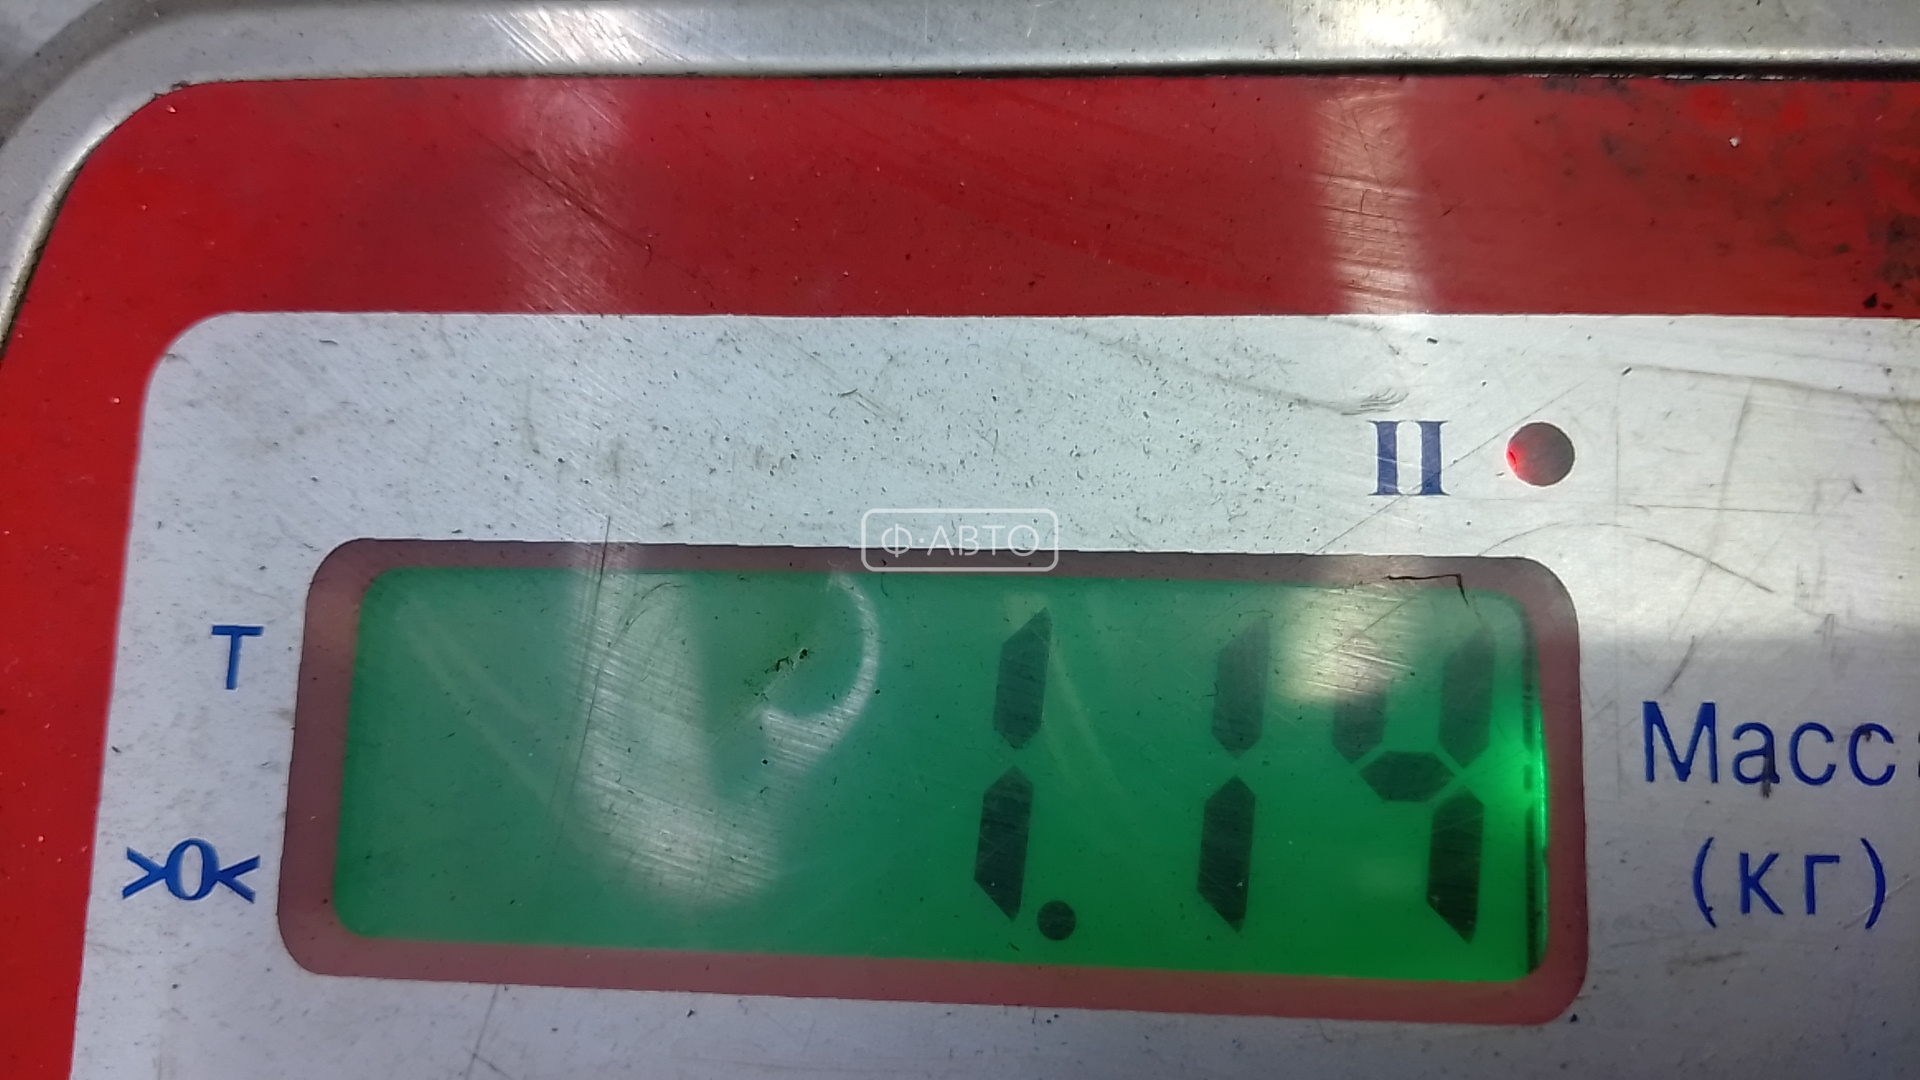 II
Ф·АВТО
T
1.14
Масс
>0<
(кг)